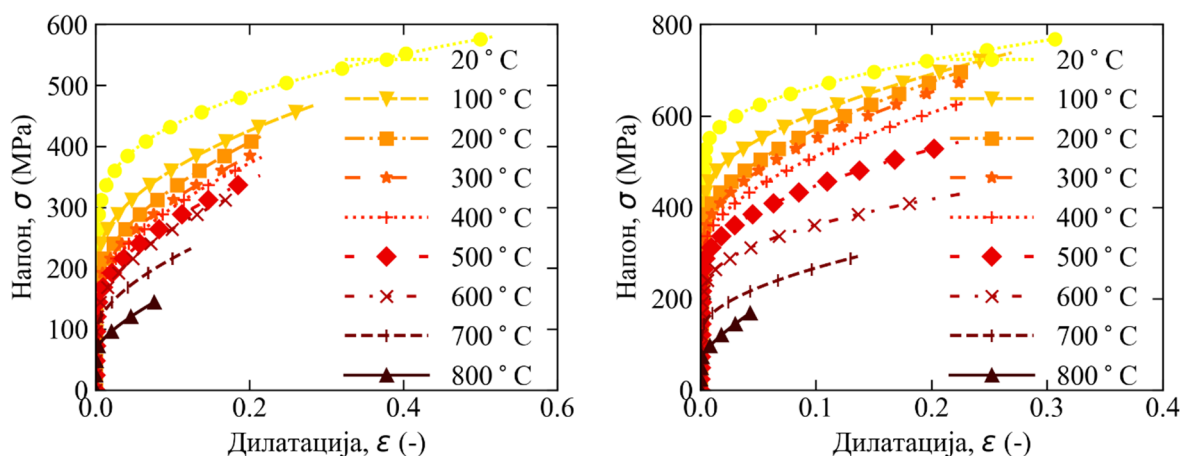 600
500
400
300
200
100
0
Напон, σ (MPa)
0.0 0.2 0.4 0.6
Дилатација, ε (-)
20°C
100°C
200°C
300°C
400°C
500°C
600°C
700°C
800°C
800
600
400
200
0
Напон, σ (MPa)
0.0 0.1 0.2 0.3 0.4
Дилатација, ε (-)
20°C
100°C
200°C
300°C
400°C
500°C
600°C
700°C
800°C